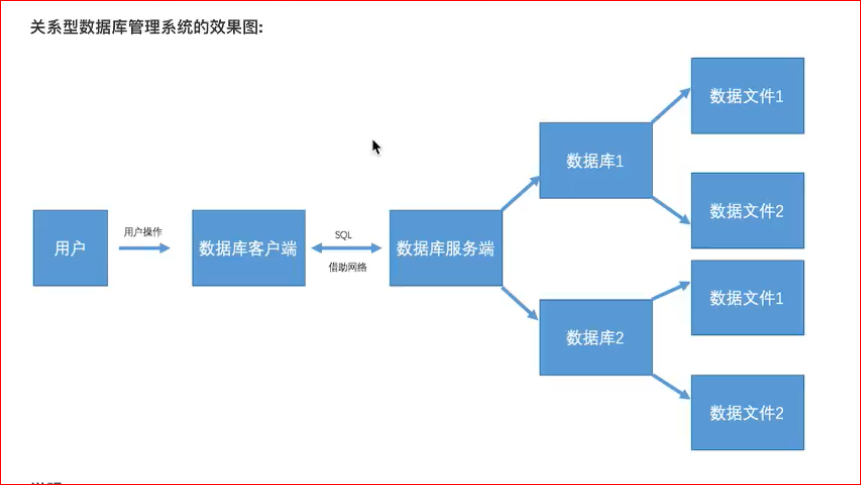 关系型数据库管理系统的效果图:
数据文件1
数据库1
数据文件2
用户
用户操作
数据库客户端
SQL
借助网络
数据库服务端
数据文件1
数据库2
数据文件2